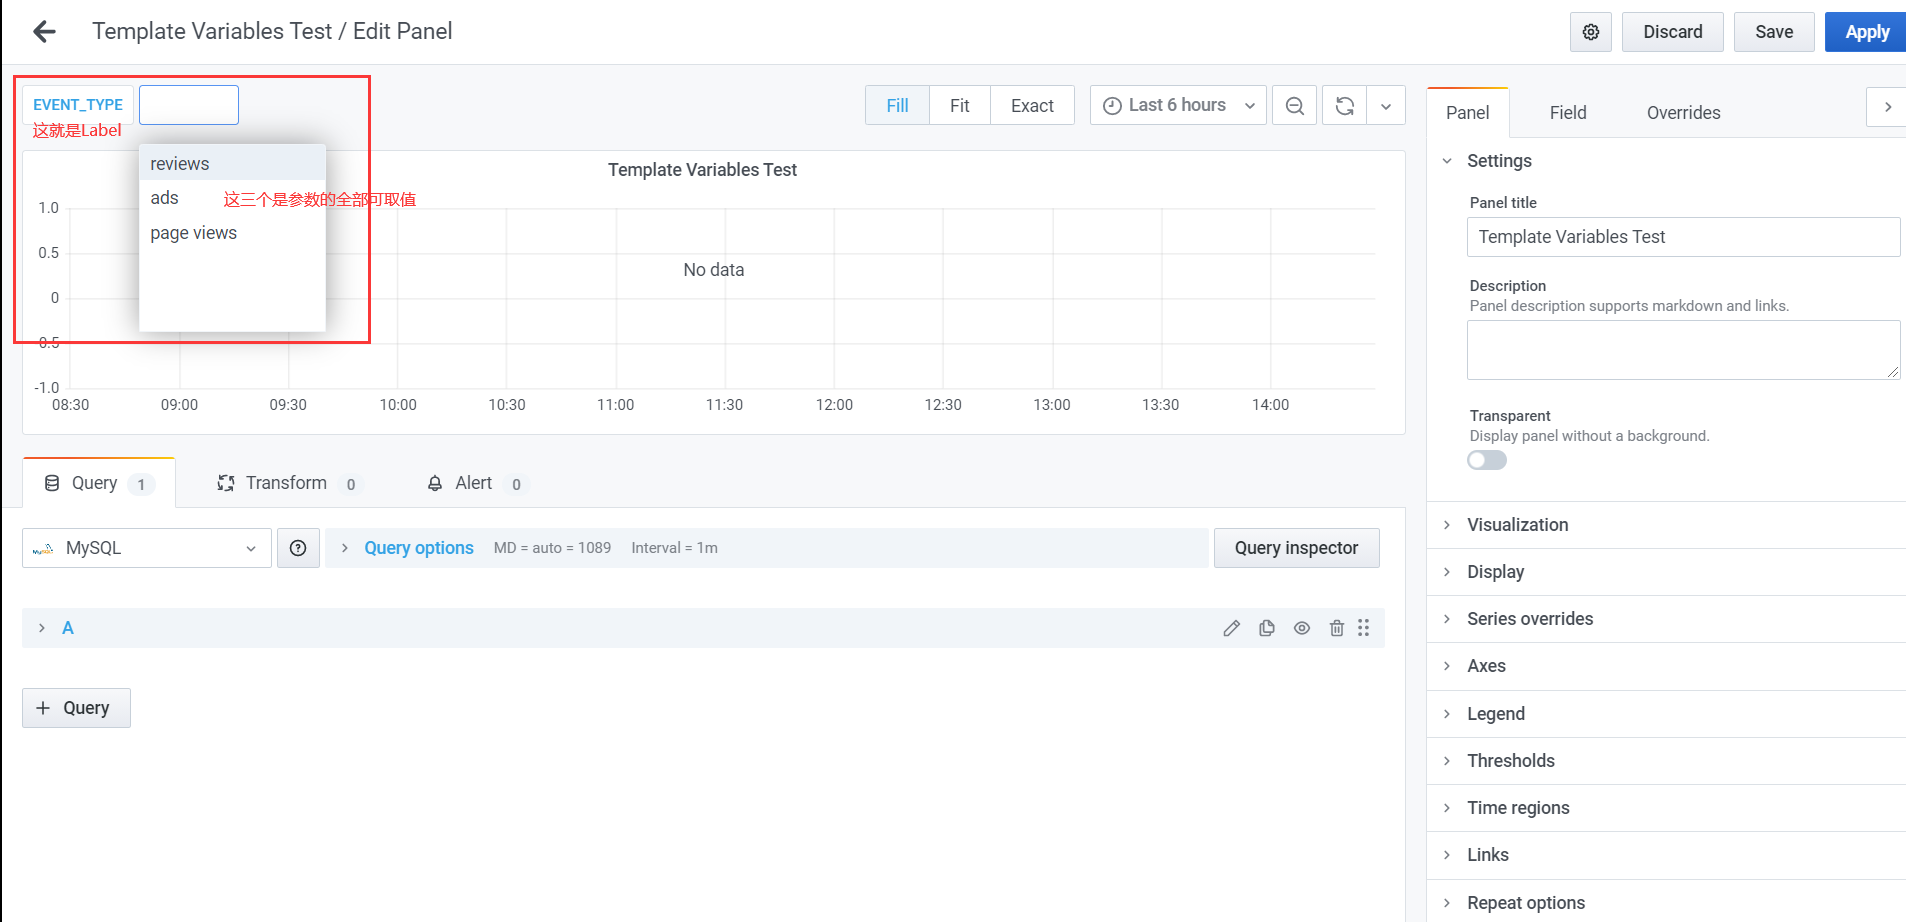 Template Variables Test / Edit Panel
Discard
Save
Apply
EVENT_TYPE
这就是Label
reviews
ads
这三个是参数的全部可取值
page views
Fill
Fit
Exact
Last 6 hours
Template Variables Test
1.0
0.5
0
-0.5
-1.0
No data
08:30
09:00
09:30
10:00
10:30
11:00
11:30
12:00
12:30
13:00
13:30
14:00
Query 1
Transform 0
Alert 0
MySQL
MySQL
Query options
MD = auto = 1089
Interval = 1m
Query inspector
A
+ Query
Panel
Field
Overrides
Settings
Panel title
Template Variables Test
Description
Panel description supports markdown and links.
Transparent
Display panel without a background.
Visualization
Display
Series overrides
Axes
Legend
Thresholds
Time regions
Links
Repeat options